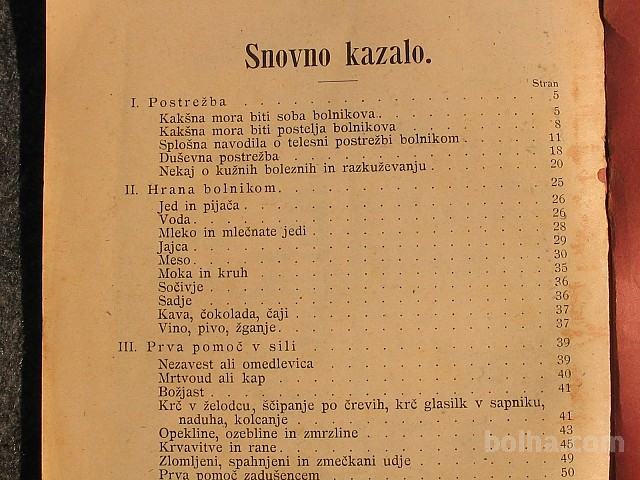 Snovno kazalo.
Stran
I. Postrežba . . . . . . . . . . . . . . . 5
Kakšna mora biti soba bolnikova. . . . . . . . . 5
Kakšna mora biti postelja bolnikova . . . . . . . . 8
Splošna navodila o telesni postrežbi bolnikom . . . . 11
Duševna postrežba . . . . . . . . . . . . . 18
Nekaj o kužnih boleznih in razkuževanju . . . . . . 20
II. Hrana bolnikom. . . . . . . . . . . . . 25
Jed in pijača . . . . . . . . . . . . . . . 26
Voda . . . . . . . . . . . . . . . . . 26
Mleko in mlečnate jedi . . . . . . . . . . . 28
Jajca . . . . . . . . . . . . . . . . . 29
Meso . . . . . . . . . . . . . . . . . 30
Moka in kruh . . . . . . . . . . . . . . 35
Sočivje . . . . . . . . . . . . . . . . 36
Sadje . . . . . . . . . . . . . . . . . 36
Kava, čokolada, čaji . . . . . . . . . . . . 37
Vino, pivo, žganje . . . . . . . . . . . . . 37
III. Prva pomoč v sili . . . . . . . . . . . . 39
Nezavest ali omedlevica . . . . . . . . . . . 39
Mrtvoud ali kap . . . . . . . . . . . . . 40
Božjast . . . . . . . . . . . . . . . . 41
Krč v želodcu, ščipanje po črevih, krč glasilk v sapniku,
naduha, kolcanje . . . . . . . . . . . . . 41
Opekline, ozebline in zmrzline . . . . . . . . . 43
Krvavitve in rane . . . . . . . . . . . . . 45
Zlomljeni, spahnjeni in zmečkani udje . . . . . . . 49
Prva pomoč zadušencem . . . . . . . . . . . 50
bolha.com